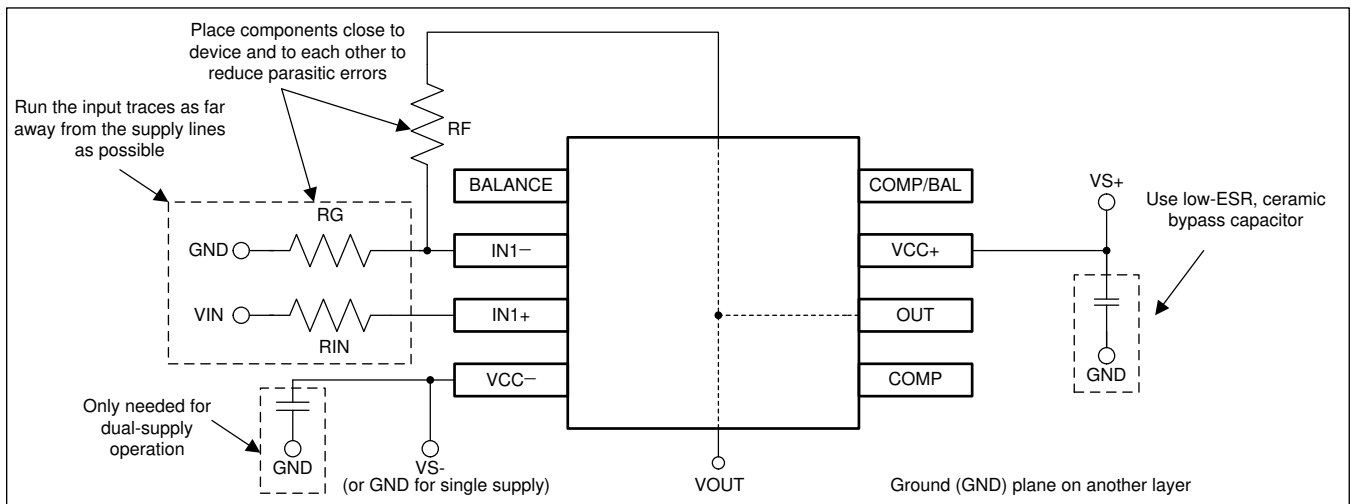 Place components close to
device and to each other to
reduce parasitic errors
Run the input traces as far
away from the supply lines
as possible
RF
BALANCE
COMP/BAL
VS+
Use low-ESR, ceramic
bypass capacitor
RG
GND
IN1−
VCC+
VIN
IN1+
OUT
RIN
VCC−
COMP
GND
Only needed for
dual-supply
operation
GND
VS-
(or GND for single supply)
VOUT
Ground (GND) plane on another layer